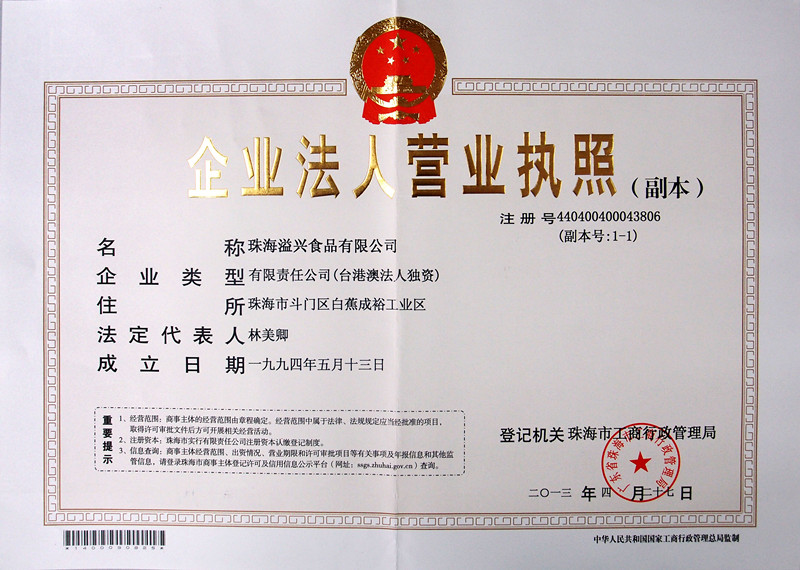 企业法人营业执照（副本）
注册号440400400043806
(副本号:1-1)
名称 珠海溢兴食品有限公司
企业类型 有限责任公司(台港澳法人独资)
住所 珠海市斗门区白蕉成裕工业区
法定代表人 林美卿
成立日期 一九九四年五月十三日
重要提示
1、经营范围：商事主体的经营范围由章程确定。经营范围中属于法律、法规规定应当经批准的项目，
取得许可审批文件后方可开展相关经营活动。
2、注册资本：珠海市实行有限责任公司注册资本认缴登记制度。
3、信息查询：商事主体经营范围、出资情况、营业期限和许可审批项目等有关事项及年报信息和其他监
管信息，请登录珠海市商事主体登记许可及信用信息公示平台（网址：ssgs.zhuhai.gov.cn）查询。
登记机关 珠海市工商行政管理局
二〇一三年四月二十七日
中华人民共和国国家工商行政管理总局监制